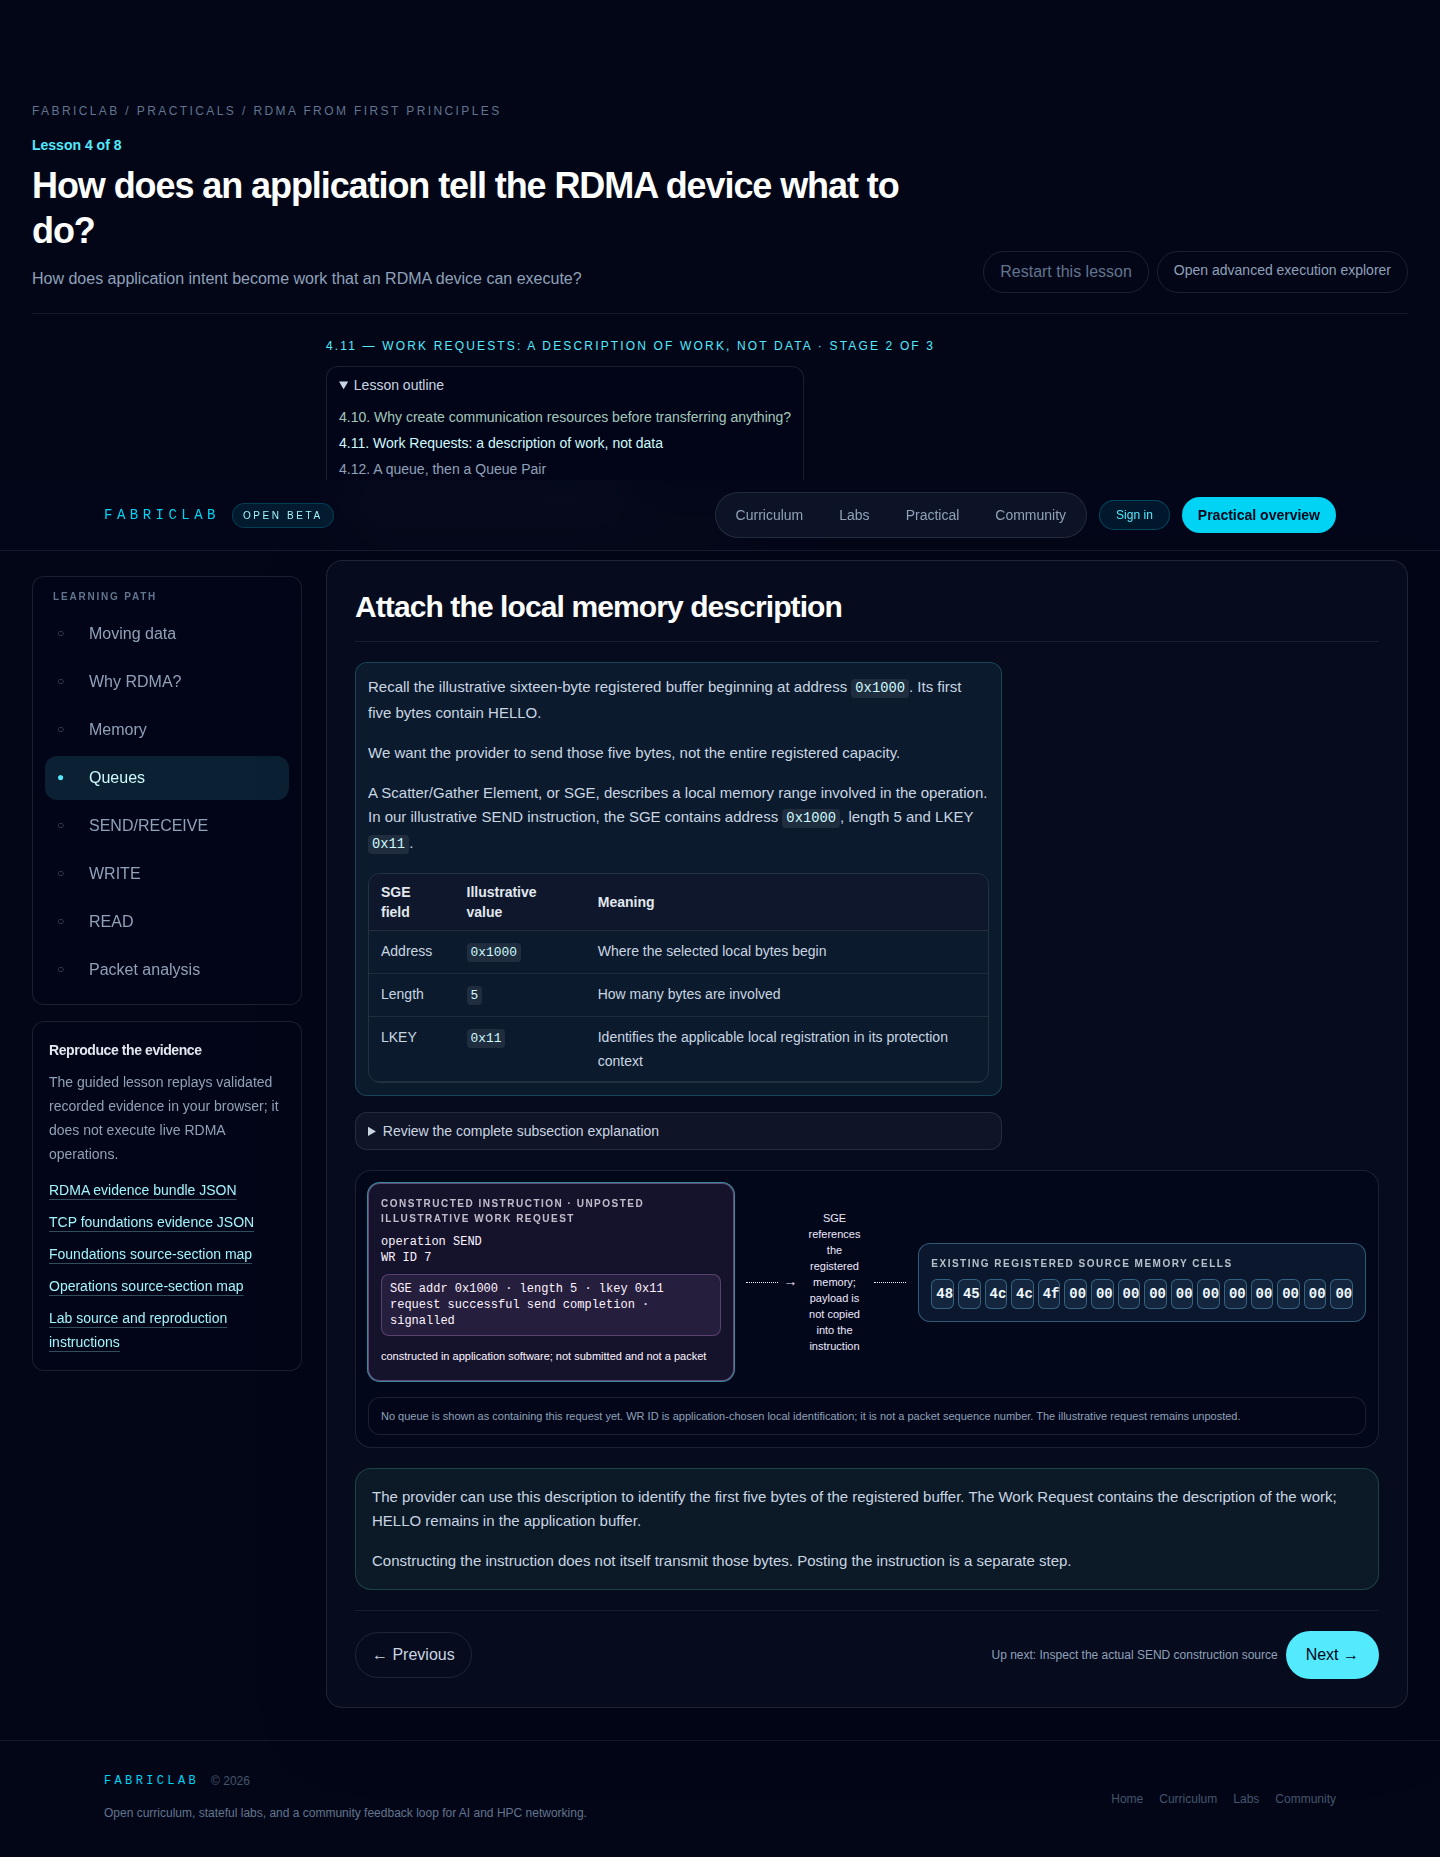 FABRICLAB / PRACTICALS / RDMA FROM FIRST PRINCIPLES
Lesson 4 of 8
How does an application tell the RDMA device what to
do?
How does application intent become work that an RDMA device can execute?
Restart this lesson
Open advanced execution explorer
4.11 — WORK REQUESTS: A DESCRIPTION OF WORK, NOT DATA · STAGE 2 OF 3
▼ Lesson outline
4.10. Why create communication resources before transferring anything?
4.11. Work Requests: a description of work, not data
4.12. A queue, then a Queue Pair
FABRICLAB
OPEN BETA
Curriculum
Labs
Practical
Community
Sign in
Practical overview
LEARNING PATH
○ Moving data
○ Why RDMA?
○ Memory
● Queues
○ SEND/RECEIVE
○ WRITE
○ READ
○ Packet analysis
Reproduce the evidence
The guided lesson replays validated
recorded evidence in your browser; it
does not execute live RDMA
operations.
RDMA evidence bundle JSON
TCP foundations evidence JSON
Foundations source-section map
Operations source-section map
Lab source and reproduction
instructions
Attach the local memory description
Recall the illustrative sixteen-byte registered buffer beginning at address 0x1000. Its first
five bytes contain HELLO.
We want the provider to send those five bytes, not the entire registered capacity.
A Scatter/Gather Element, or SGE, describes a local memory range involved in the operation.
In our illustrative SEND instruction, the SGE contains address 0x1000, length 5 and LKEY
0x11.
SGE
field
Illustrative
value
Meaning
Address 0x1000 Where the selected local bytes begin
Length 5 How many bytes are involved
LKEY 0x11 Identifies the applicable local registration in its protection
context
▶ Review the complete subsection explanation
CONSTRUCTED INSTRUCTION · UNPOSTED
ILLUSTRATIVE WORK REQUEST
operation SEND
WR ID 7
SGE addr 0x1000 · length 5 · lkey 0x11
request successful send completion ·
signalled
constructed in application software; not submitted and not a packet
→
SGE
references
the
registered
memory;
payload is
not copied
into the
instruction
EXISTING REGISTERED SOURCE MEMORY CELLS
48 45 4c 4c 4f 00 00 00 00 00 00 00 00 00 00 00
No queue is shown as containing this request yet. WR ID is application-chosen local identification; it is not a packet sequence number. The illustrative request remains unposted.
The provider can use this description to identify the first five bytes of the registered buffer. The Work Request contains the description of the work;
HELLO remains in the application buffer.
Constructing the instruction does not itself transmit those bytes. Posting the instruction is a separate step.
← Previous
Up next: Inspect the actual SEND construction source
Next →
FABRICLAB © 2026
Open curriculum, stateful labs, and a community feedback loop for AI and HPC networking.
Home
Curriculum
Labs
Community